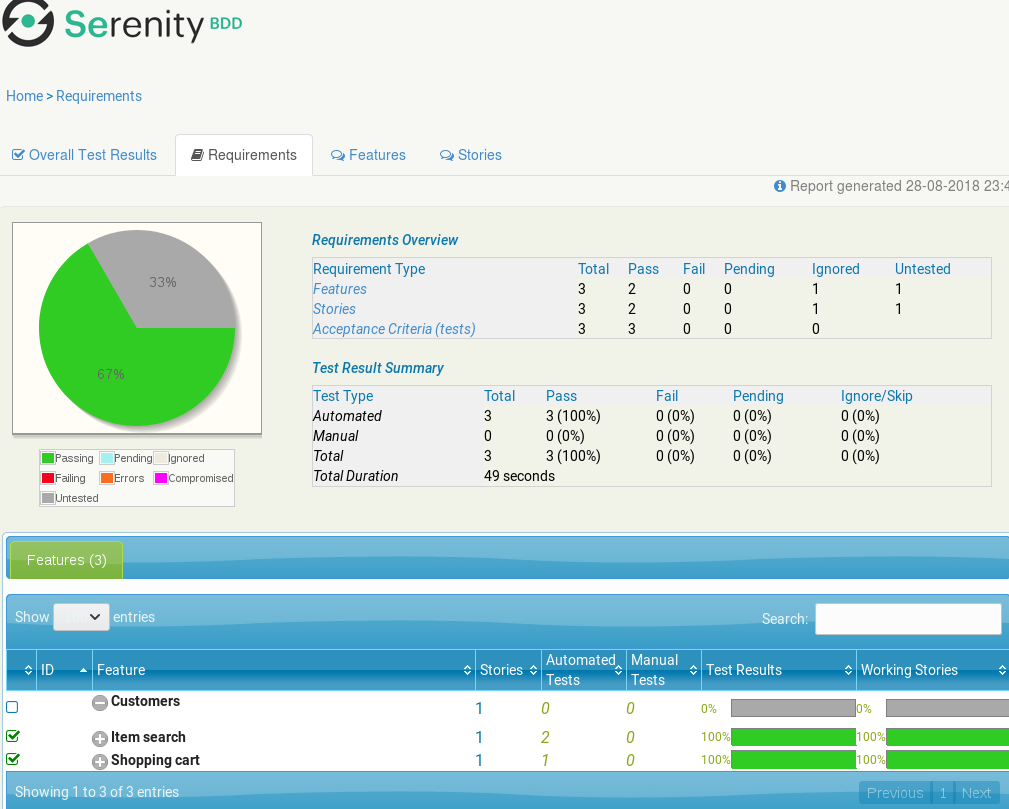 Serenity BDD
Home > Requirements
Overall Test Results Requirements Features Stories
Report generated 28-08-2018 23:4
33%
67%
Passing Pending Ignored
Failing Errors Compromised
Untested
Requirements Overview
Requirement Type Total Pass Fail Pending Ignored Untested
Features 3 2 0 0 1 1
Stories 3 2 0 0 1 1
Acceptance Criteria (tests) 3 3 0 0 0
Test Result Summary
Test Type Total Pass Fail Pending Ignore/Skip
Automated 3 3 (100%) 0 (0%) 0 (0%) 0 (0%)
Manual 0 0 (0%) 0 (0%) 0 (0%) 0 (0%)
Total 3 3 (100%) 0 (0%) 0 (0%) 0 (0%)
Total Duration 49 seconds
Features (3)
Show entries Search:
ID Feature Stories Automated Tests Manual Tests Test Results Working Stories
Customers 1 0 0 0% 0%
Item search 1 2 0 100% 100%
Shopping cart 1 1 0 100% 100%
Showing 1 to 3 of 3 entries Previous 1 Next